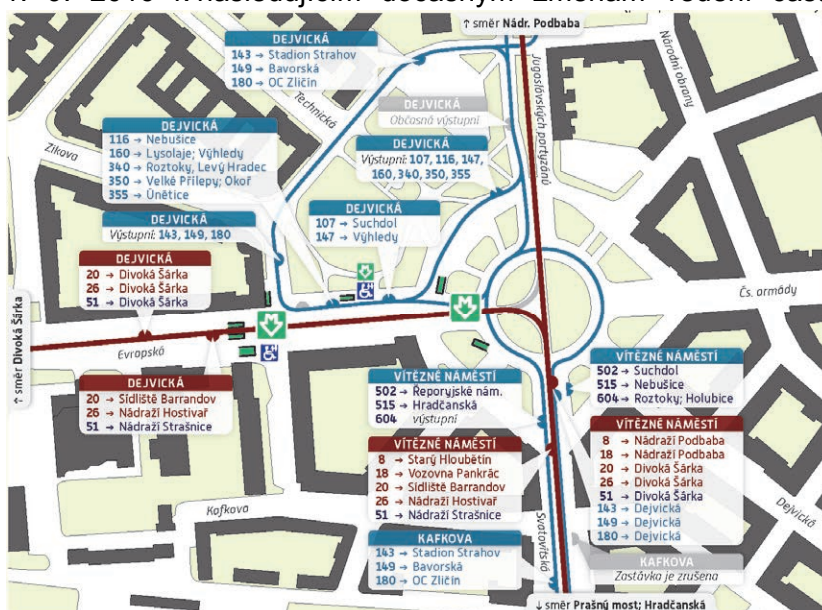 následujícím dočasným změnám
↑ směr Nádr. Podbaba
DEJVICKÁ
143 → Stadion Strahov
149 → Bavorská
180 → OC Zličín
Technická
Jugoslávských partyzánů
Národní obrany
DEJVICKÁ
Občasná výstupní
DEJVICKÁ
116 → Nebušice
160 → Lysolaje; Výhledy
340 → Roztoky, Levý Hradec
350 → Velké Přílepy; Okoř
355 → Únětice
DEJVICKÁ
Výstupní: 107, 116, 147,
160, 340, 350, 355
Zikova
DEJVICKÁ
Výstupní: 143, 149, 180
DEJVICKÁ
107 → Suchdol
147 → Výhledy
DEJVICKÁ
20 → Divoká Šárka
26 → Divoká Šárka
51 → Divoká Šárka
Čs. armády
↑ směr Divoká Šárka
Evropská
DEJVICKÁ
20 → Sídliště Barrandov
26 → Nádraží Hostivař
51 → Nádraží Strašnice
VÍTĚZNÉ NÁMĚSTÍ
502 → Řeporyjské nám.
515 → Hradčanská
604 výstupní
VÍTĚZNÉ NÁMĚSTÍ
502 → Suchdol
515 → Nebušice
604 → Roztoky; Holubice
VÍTĚZNÉ NÁMĚSTÍ
8 → Starý Hloubětín
18 → Vozovna Pankrác
20 → Sídliště Barrandov
26 → Nádraží Hostivař
51 → Nádraží Strašnice
VÍTĚZNÉ NÁMĚSTÍ
8 → Nádraží Podbaba
18 → Nádraží Podbaba
20 → Divoká Šárka
26 → Divoká Šárka
51 → Divoká Šárka
143 → Dejvická
149 → Dejvická
180 → Dejvická
Kafkova
Svatovítská
Dejvická
KAFKOVA
143 → Stadion Strahov
149 → Bavorská
180 → OC Zličín
KAFKOVA
Zastávka je zrušena
↓ směr Prašný most; Hradčanská